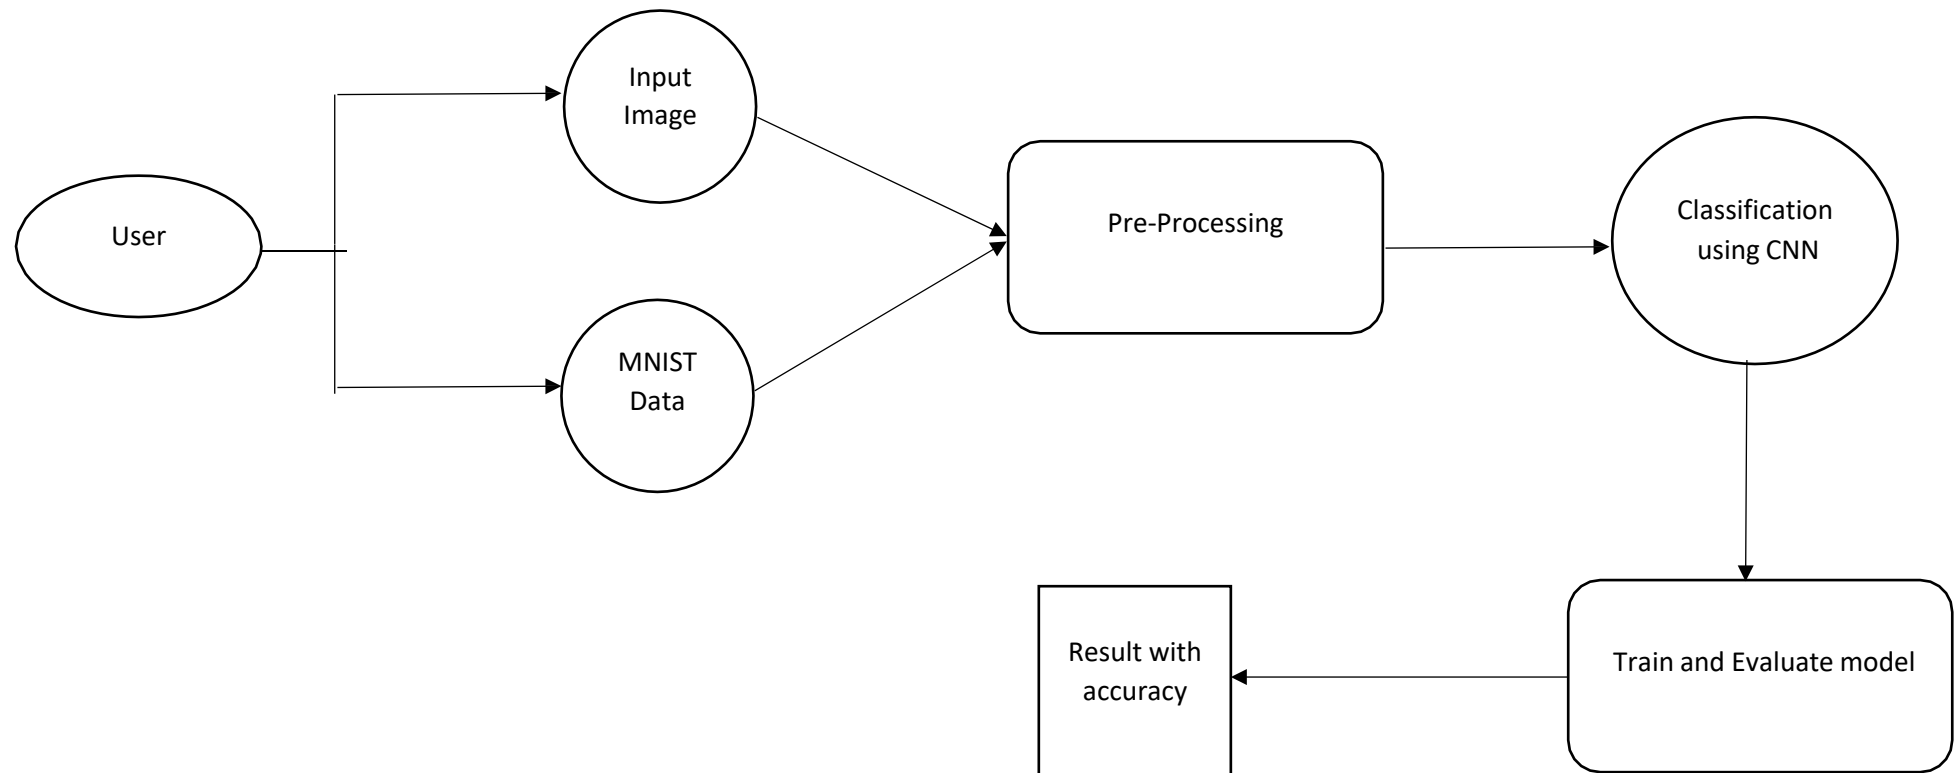 User
Input
Image
MNIST
Data
Pre-Processing
Classification
using CNN
Train and Evaluate model
Result with
accuracy